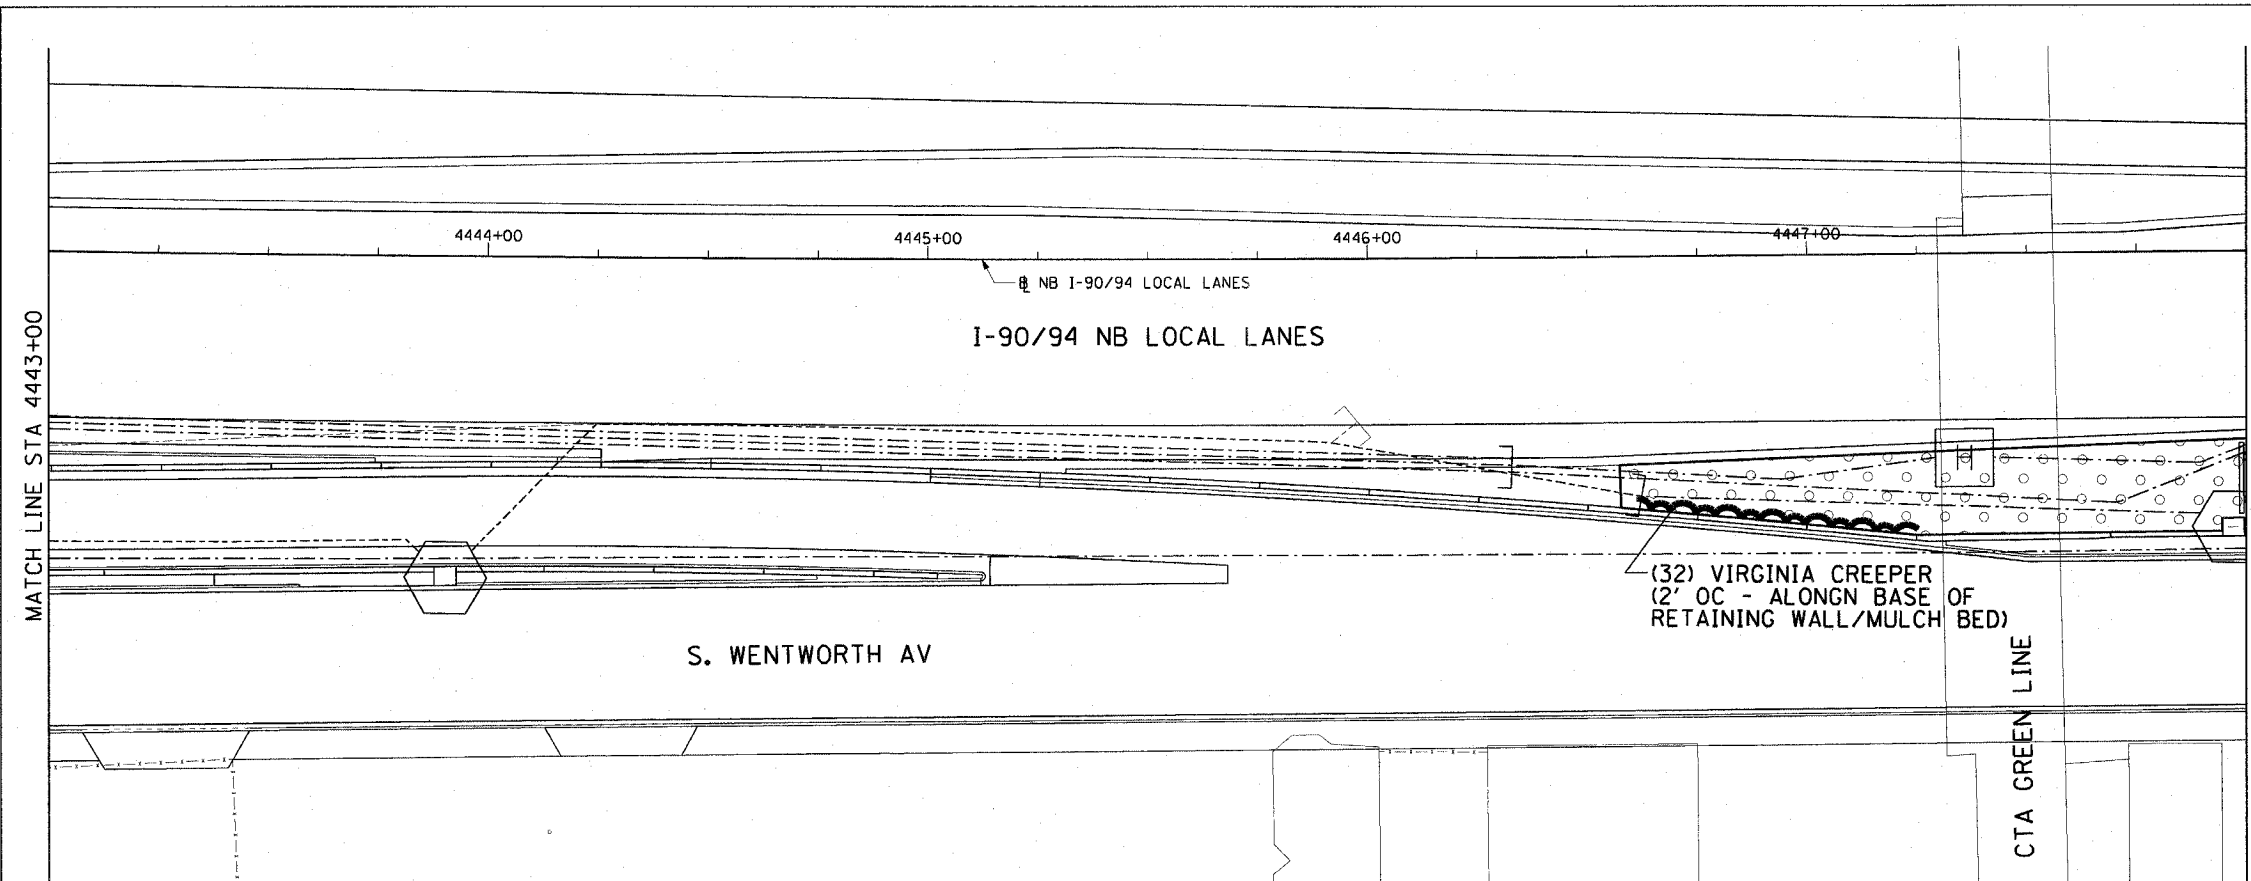 4444+00
4445+00
4446+00
4447+00
NB I-90/94 LOCAL LANES
I-90/94 NB LOCAL LANES
MATCH LINE STA 4443+00
(32) VIRGINIA CREEPER
(2' OC - ALONGN BASE OF
RETAINING WALL/MULCH BED)
S. WENTWORTH AV
CTA GREEN LINE